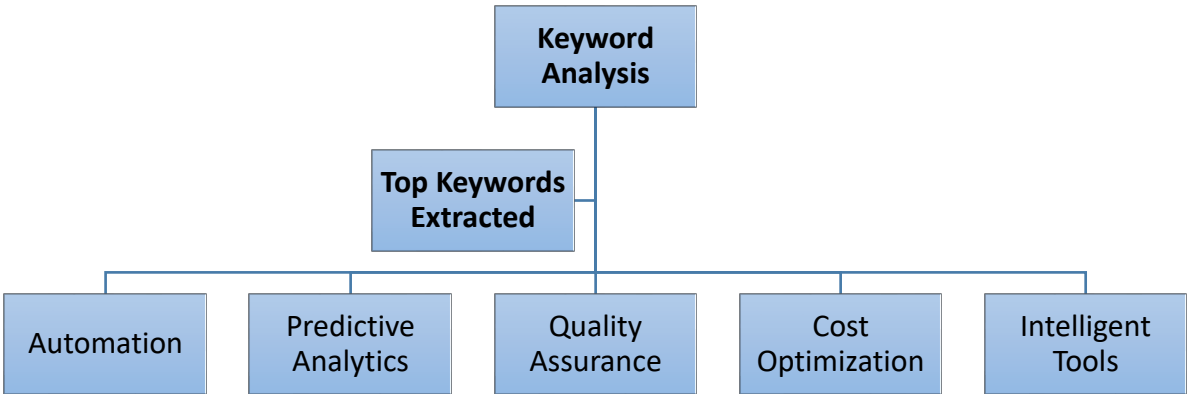 Keyword
Analysis
Top Keywords
Extracted
Automation
Predictive
Analytics
Quality
Assurance
Cost
Optimization
Intelligent
Tools